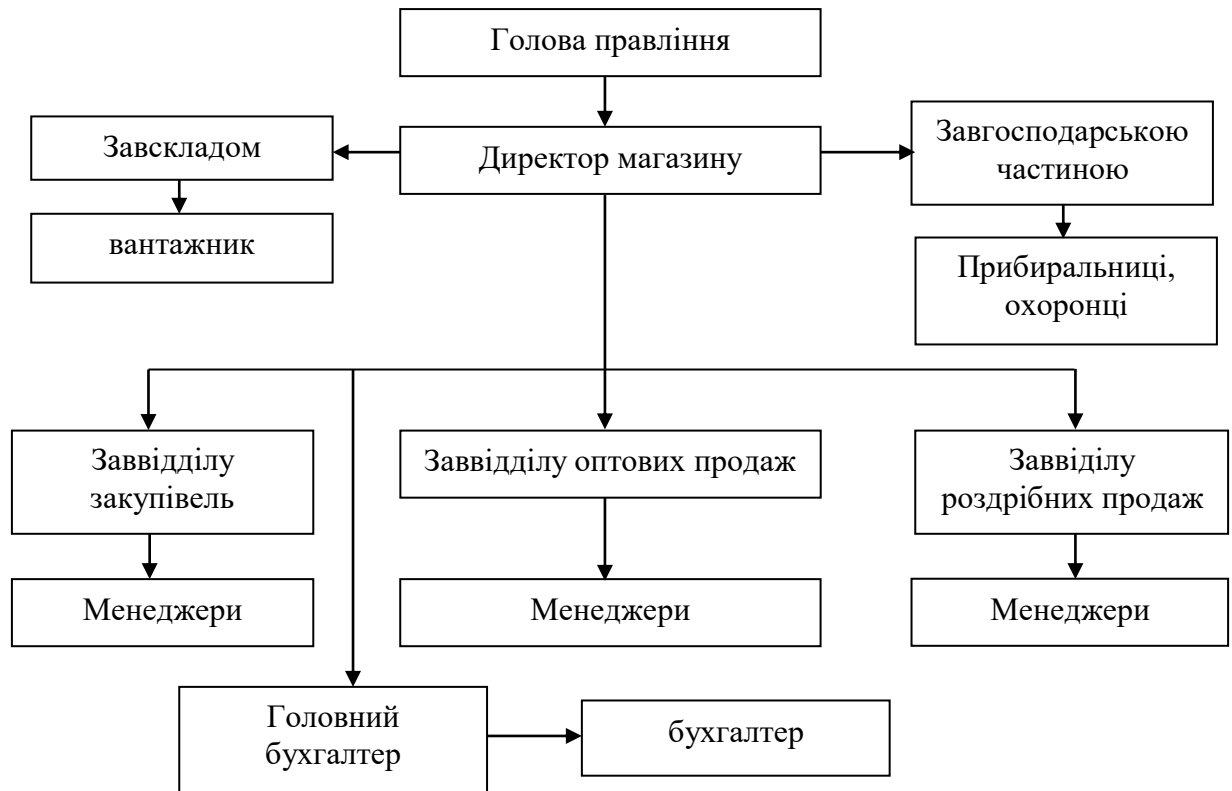 Голова правління
Завскладом
Директор магазину
Завгосподарською
частиною
вантажник
Прибиральниці,
охоронці
Заввідділу
закупівель
Заввідділу оптових продаж
Заввіділу
роздрібних продаж
Менеджери
Менеджери
Менеджери
Головний
бухгалтер
бухгалтер